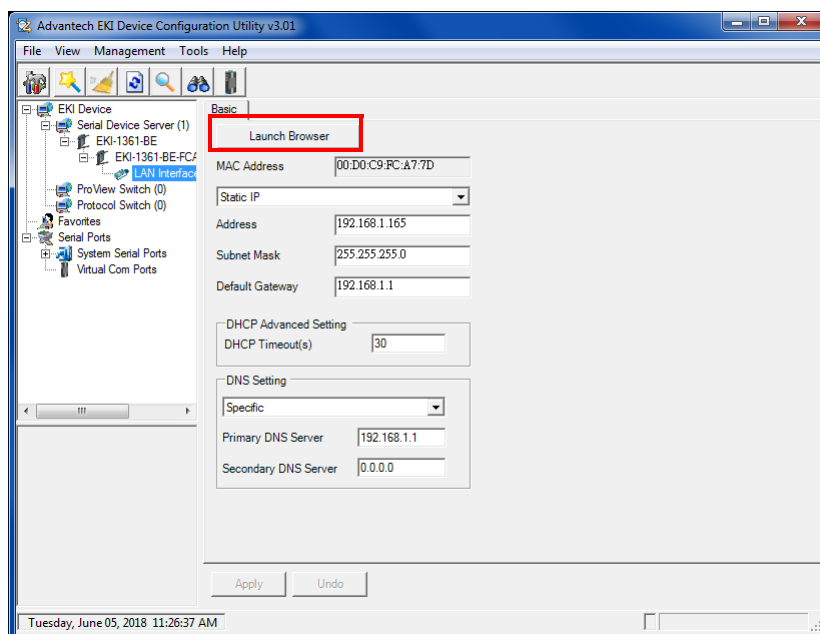 Advantech EKI Device Configuration Utility v3.01
File View Management Tools Help
EKI Device
Serial Device Server (1)
EKI-1361-BE
EKI-1361-BE-FCA
LAN Interface
ProView Switch (0)
Protocol Switch (0)
Favorites
Serial Ports
System Serial Ports
Virtual Com Ports
Basic
Launch Browser
MAC Address 00:D0:C9:FC:A7:7D
Static IP
Address 192.168.1.165
Subnet Mask 255.255.255.0
Default Gateway 192.168.1.1
DHCP Advanced Setting
DHCP Timeout(s) 30
DNS Setting
Specific
Primary DNS Server 192.168.1.1
Secondary DNS Server 0.0.0.0
Apply Undo
Tuesday, June 05, 2018 11:26:37 AM